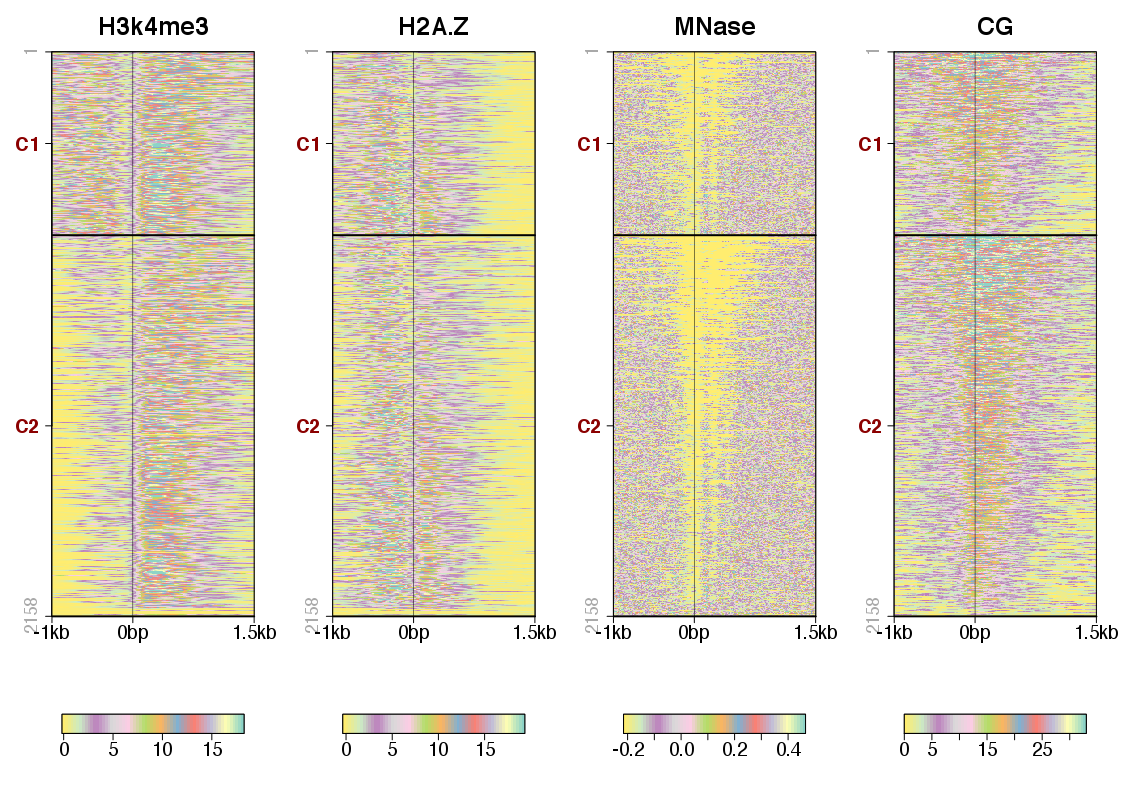 H3k4me3 H2A.Z MNase CG
1 1 1 1
C1 C1 C1 C1
C2 C2 C2 C2
2158 2158 2158 2158
-1kb 0bp 1.5kb -1kb 0bp 1.5kb -1kb 0bp 1.5kb -1kb 0bp 1.5kb
0 5 10 15 0 5 10 15 -0.2 0.0 0.2 0.4 0 5 15 25